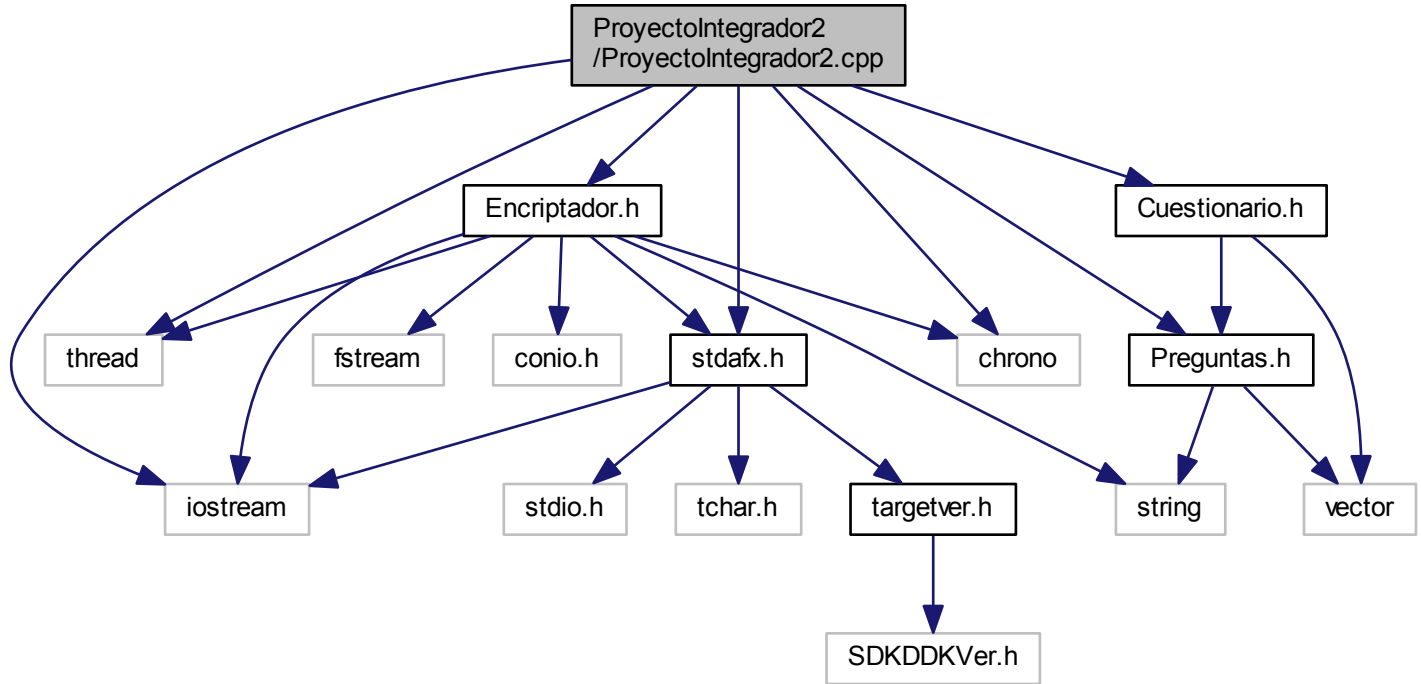 ProyectoIntegrador2
/ProyectoIntegrador2.cpp
Encriptador.h
Cuestionario.h
thread
fstream
conio.h
stdafx.h
chrono
Preguntas.h
iostream
stdio.h
tchar.h
targetver.h
string
vector
SDKDDKVer.h